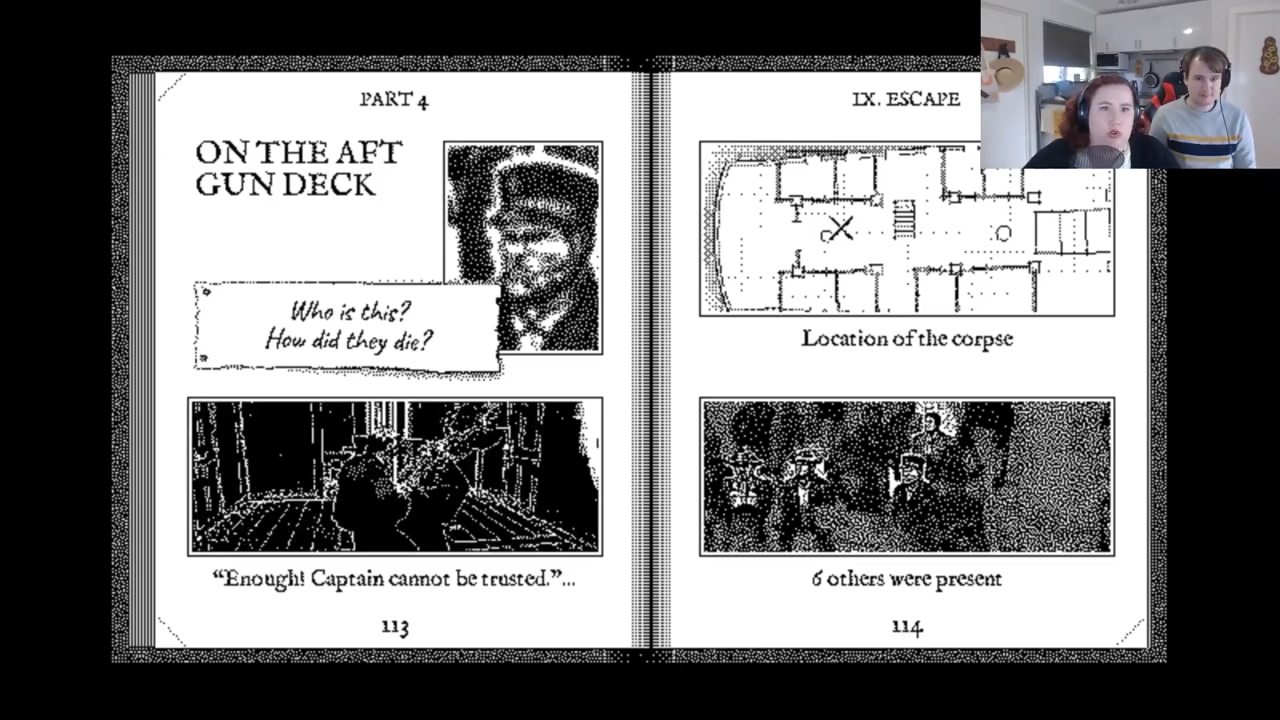 PART 4
ON THE AFT
GUN DECK
Who is this?
How did they die?
"Enough! Captain cannot be trusted."...
113
IX. ESCAPE
Location of the corpse
6 others were present
114